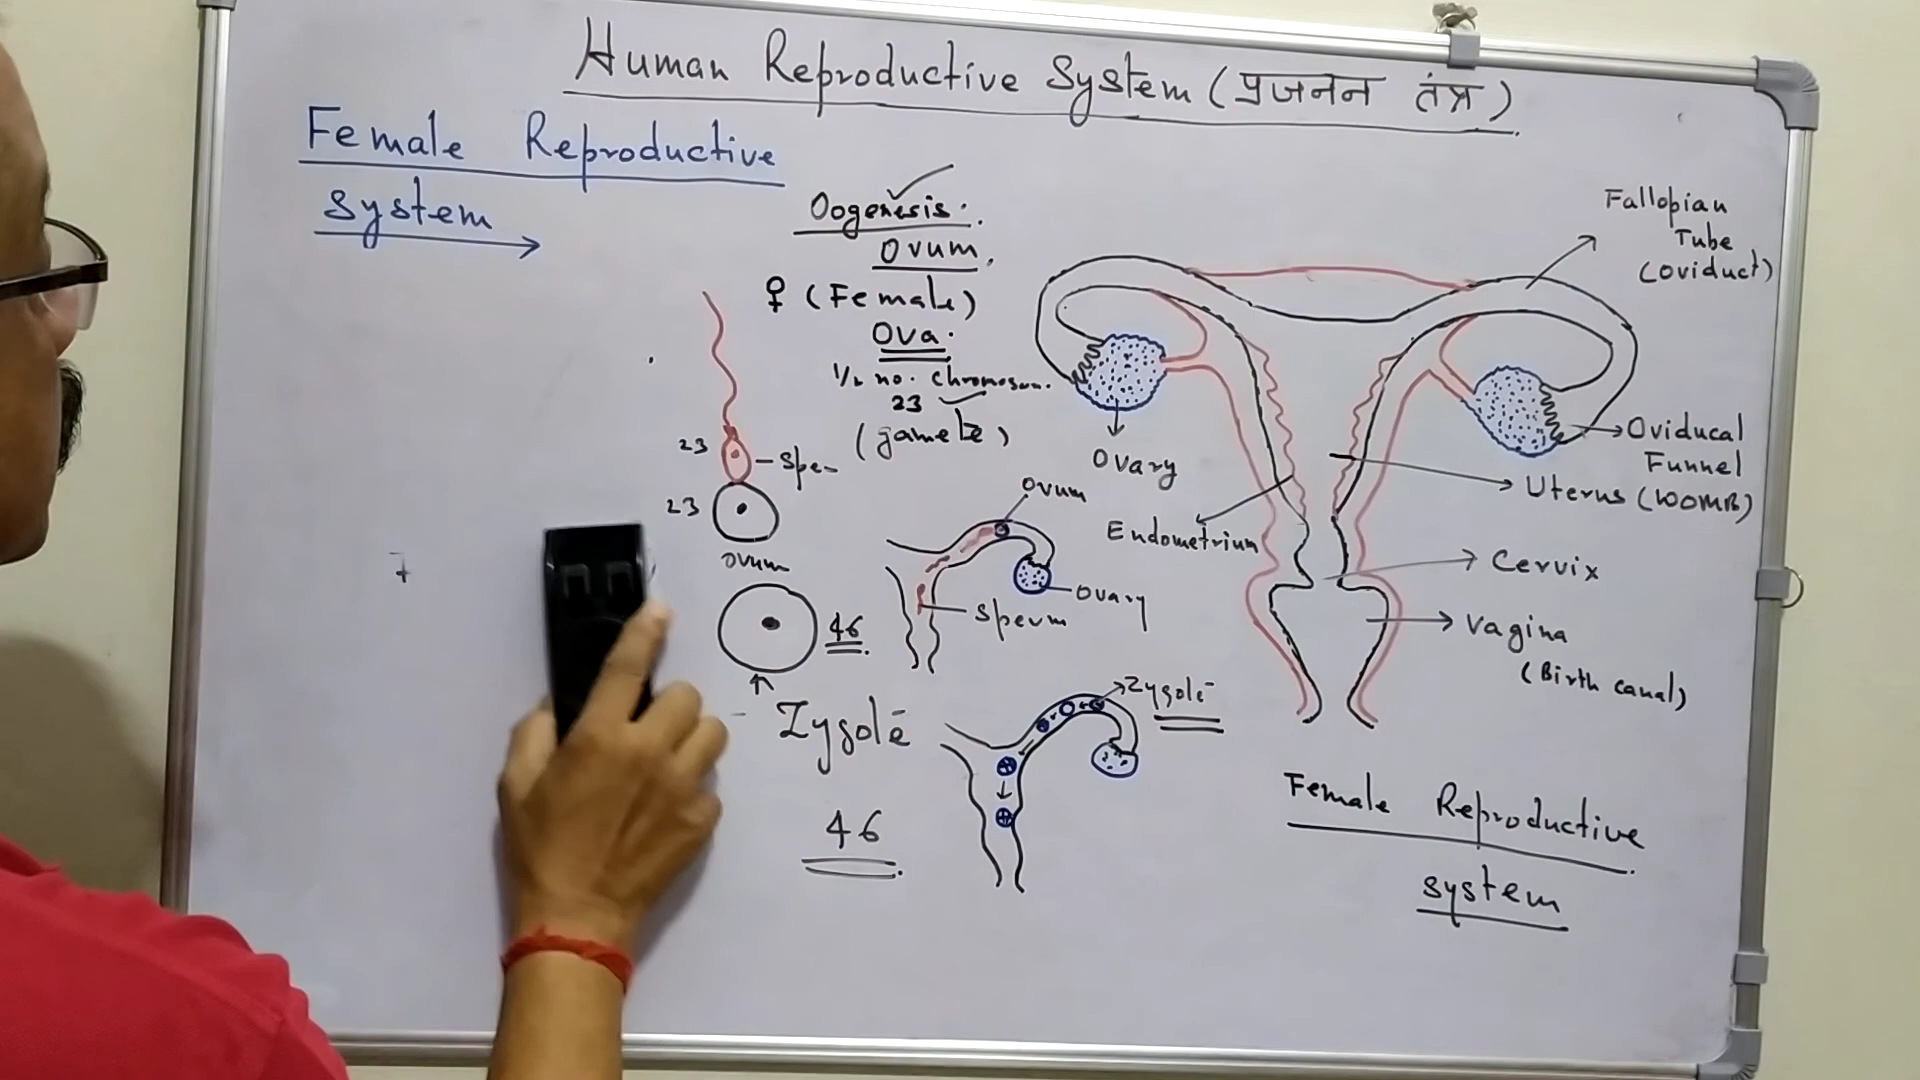 Human Reproductive System (प्रजनन तंत्र)
Female Reproductive
System
Oogenesis.
Ovum.
♀ (Female)
Ova.
1/2 no. chromosom.
23
(gamete)
23
Sper
23
Ovum
46
Zygote
46
Ovum
Ovary
Sperm
Zygote
Fallopian
Tube
(Oviduct)
Ovary
Oviducal
Funnel
Uterus (WOMB)
Endometrium
Cervix
Vagina
(Birth canal)
Female Reproductive
System